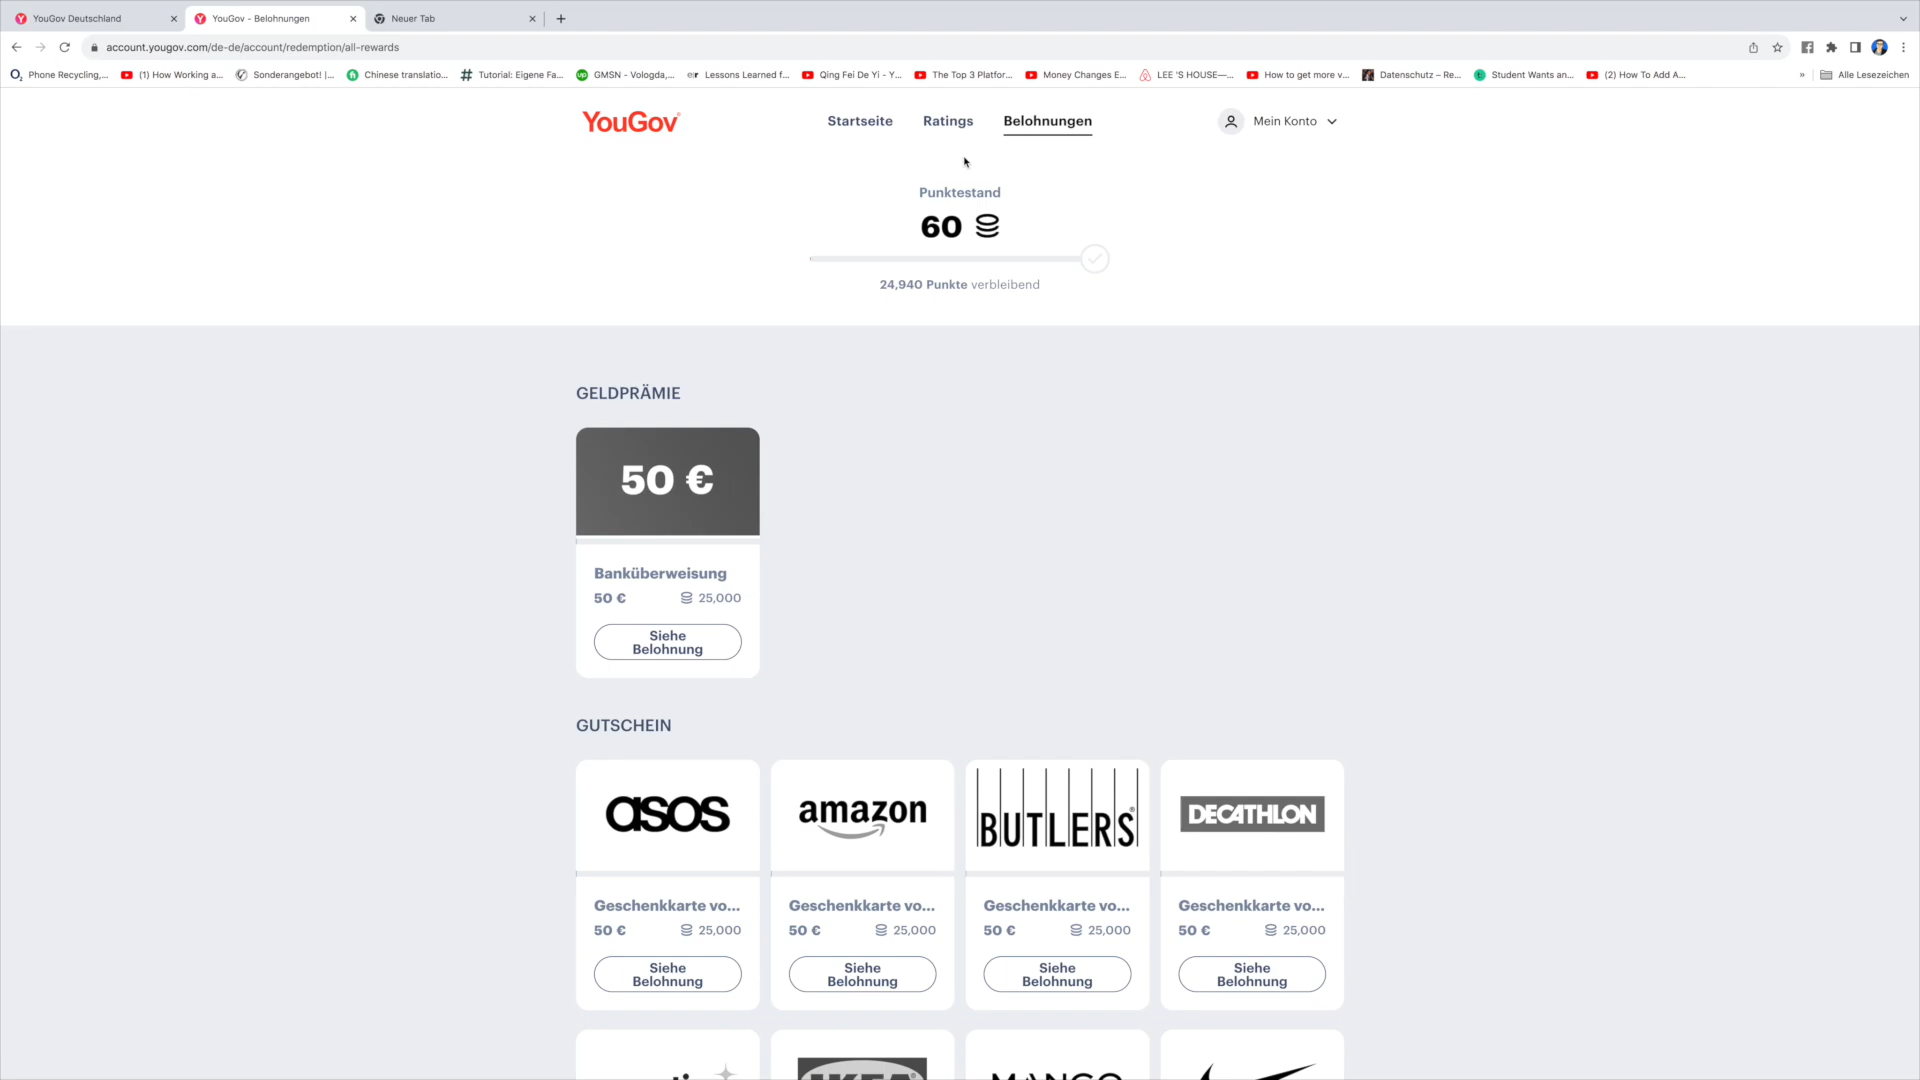 YouGov Deutschland
YouGov - Belohnungen
Neuer Tab
account.yougov.com/de-de/account/redemption/all-rewards
Phone Recycling,...
(1) How Working a...
Sonderangebot! |...
Chinese translatio...
Tutorial: Eigene Fa...
GMSN - Vologda,...
Lessons Learned f...
Qing Fei De Yi - Y...
The Top 3 Platfor...
Money Changes E...
LEE 'S HOUSE—...
How to get more v...
Datenschutz – Re...
Student Wants an...
(2) How To Add A...
» Alle Lesezeichen
YouGov
Startseite
Ratings
Belohnungen
Mein Konto
Punktestand
60
24,940 Punkte verbleibend
GELDPRÄMIE
50 €
Banküberweisung
50 € 25,000
Siehe
Belohnung
GUTSCHEIN
asos
amazon
BUTLERS
DECATHLON
Geschenkkarte vo...
Geschenkkarte vo...
Geschenkkarte vo...
Geschenkkarte vo...
50 € 25,000
50 € 25,000
50 € 25,000
50 € 25,000
Siehe
Belohnung
Siehe
Belohnung
Siehe
Belohnung
Siehe
Belohnung
IKEA
MANGO